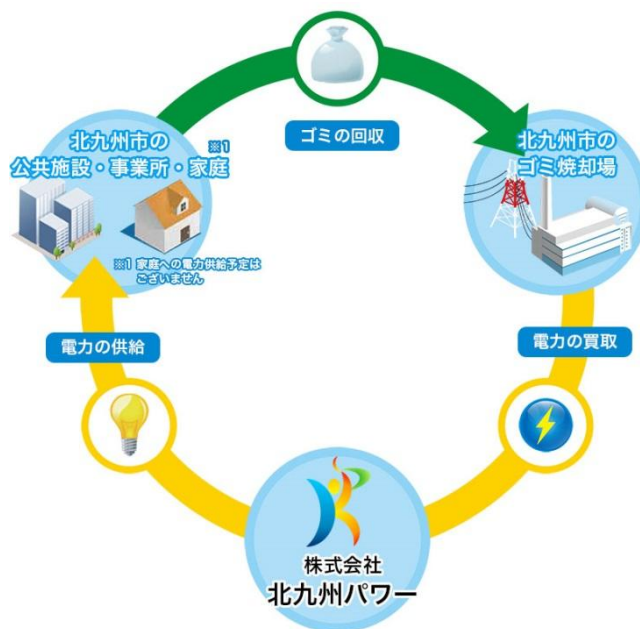 ゴミの回収
北九州市の
公共施設・事業所・家庭
※1
※1 家庭への電力供給予定は
ございません
北九州市の
ゴミ焼却場
電力の供給
電力の買取
株式会社
北九州パワー